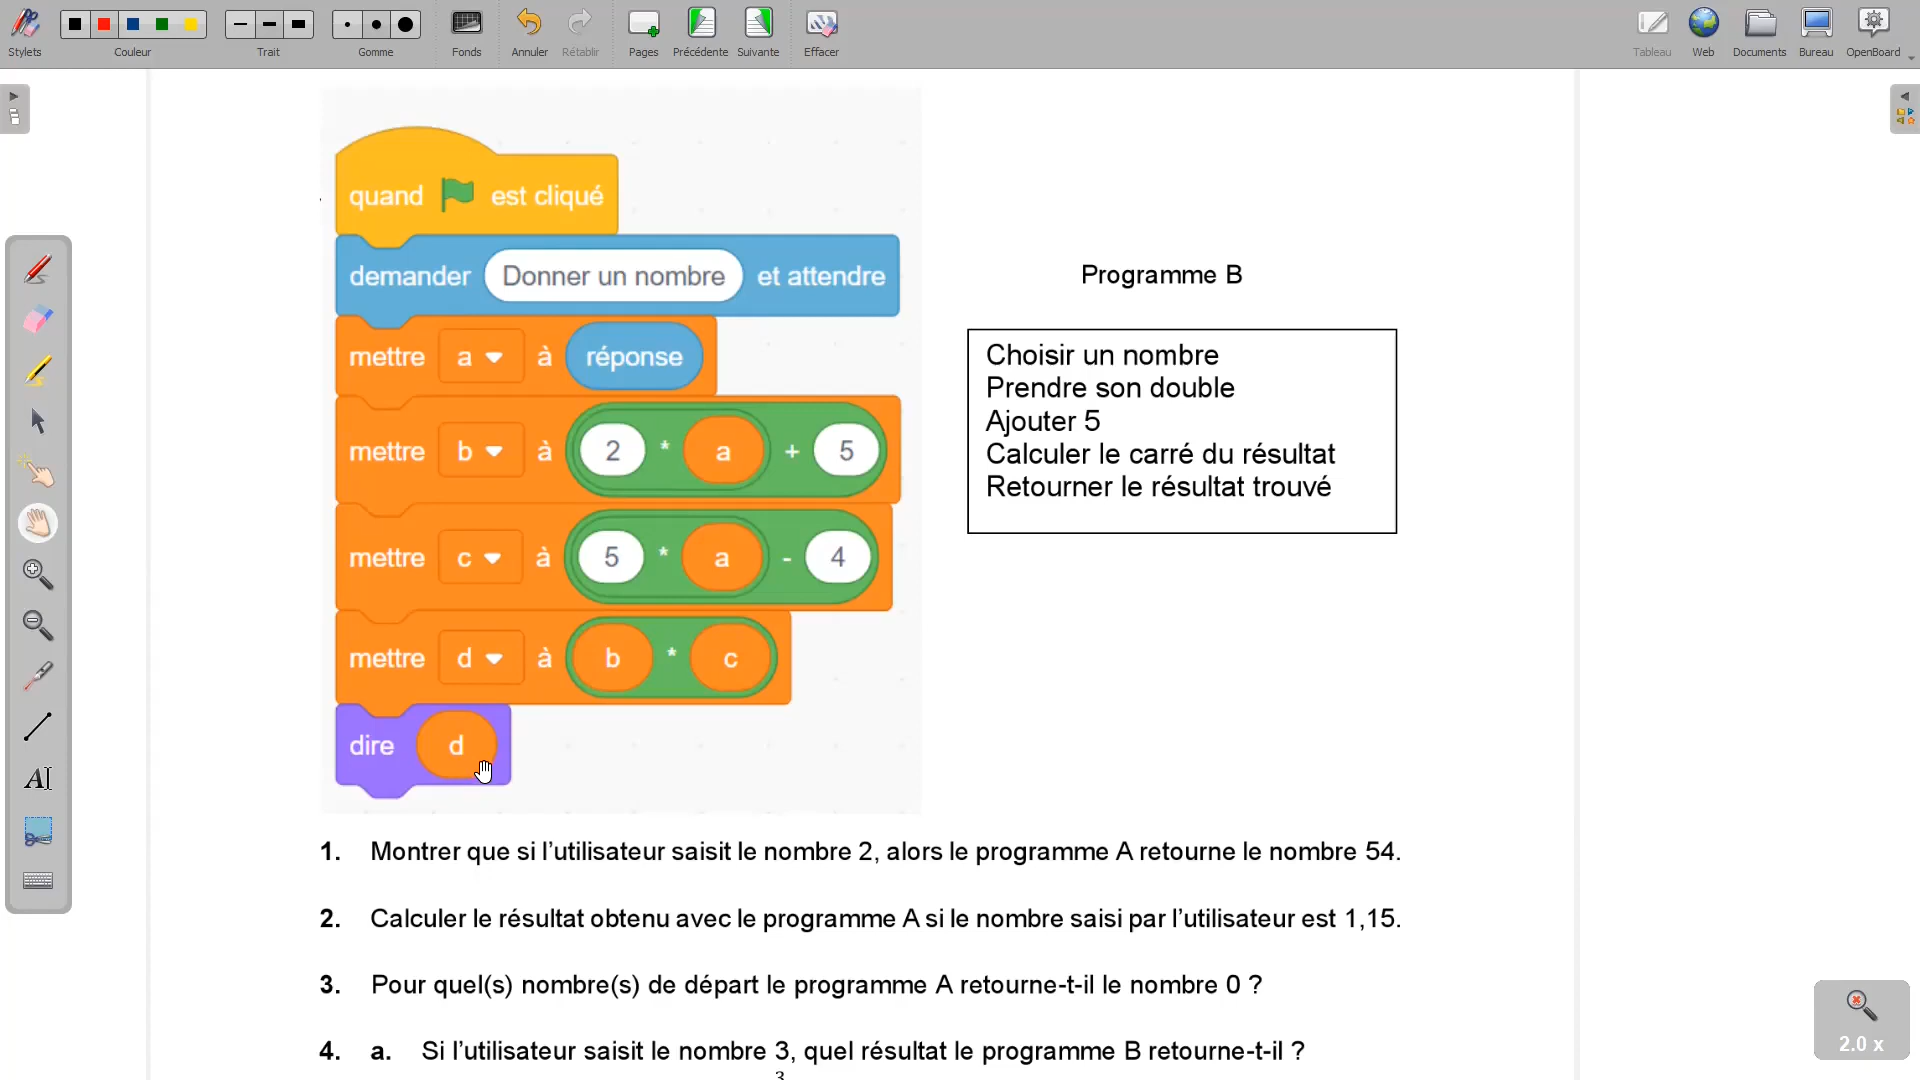 Stylets
Couleur
Trait
Gomme
Fonds
Annuler
Rétablir
Pages
Précédente
Suivante
Effacer
Tableau
Web
Documents
Bureau
OpenBoard
quand est cliqué
demander Donner un nombre et attendre
mettre a à réponse
mettre b à 2 * a + 5
mettre c à 5 * a - 4
mettre d à b * c
dire d
Programme B
Choisir un nombre
Prendre son double
Ajouter 5
Calculer le carré du résultat
Retourner le résultat trouvé
1. Montrer que si l’utilisateur saisit le nombre 2, alors le programme A retourne le nombre 54.
2. Calculer le résultat obtenu avec le programme A si le nombre saisi par l’utilisateur est 1,15.
3. Pour quel(s) nombre(s) de départ le programme A retourne-t-il le nombre 0 ?
4. a. Si l’utilisateur saisit le nombre 3, quel résultat le programme B retourne-t-il ?
AI
2.0 x